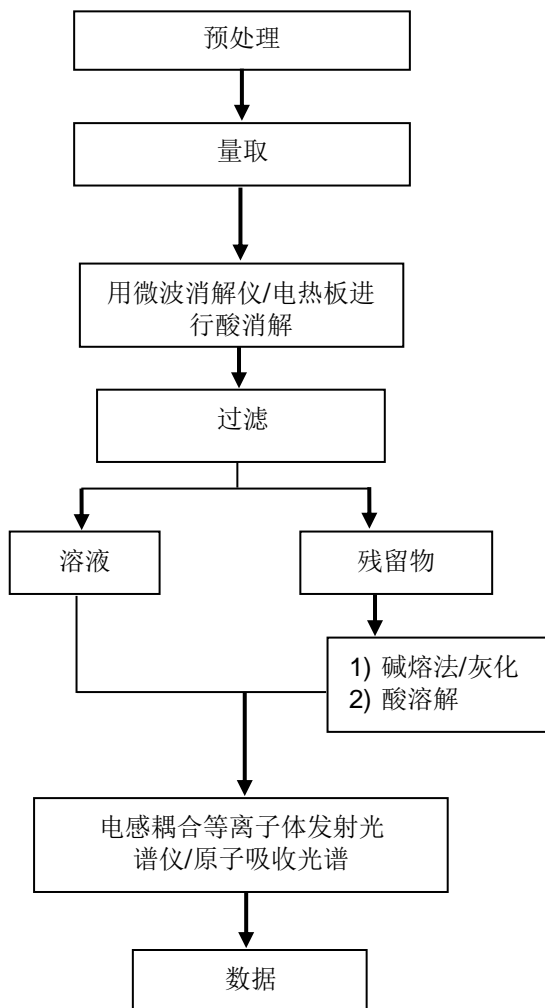 预处理
量取
用微波消解仪/电热板进
行酸消解
过滤
溶液
残留物
1) 碱熔法/灰化
2) 酸溶解
电感耦合等离子体发射光
谱仪/原子吸收光谱
数据